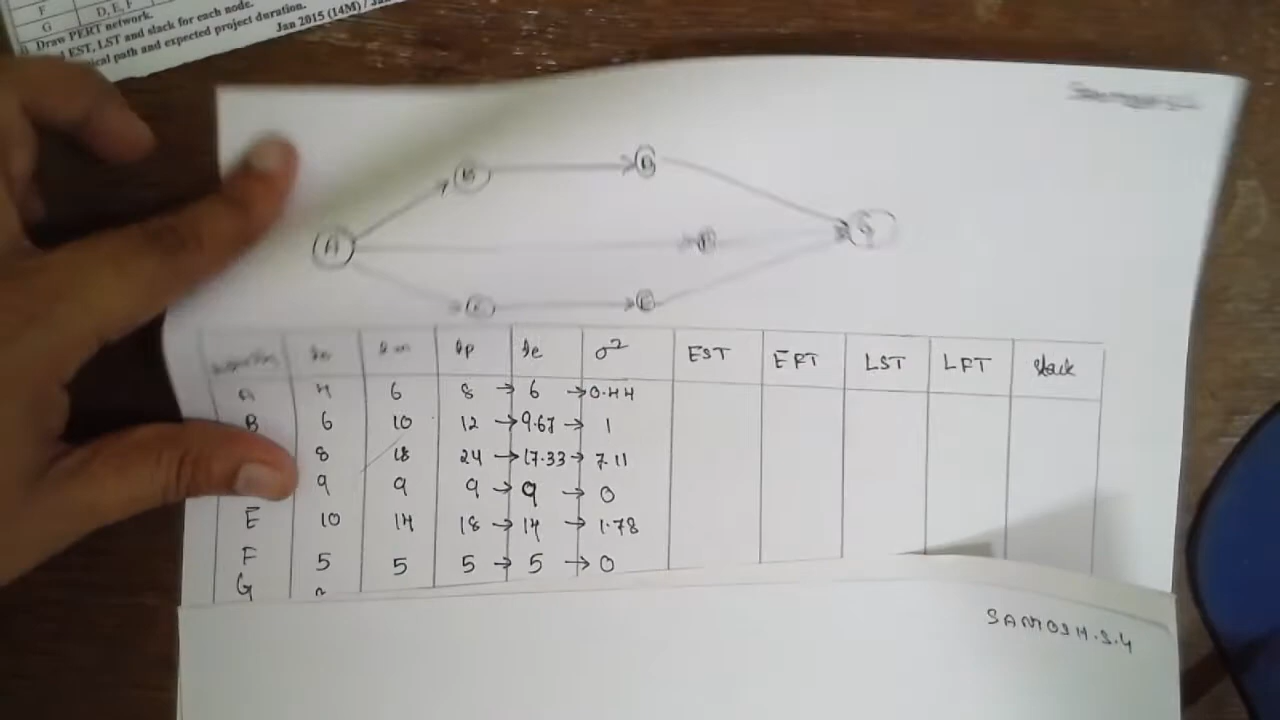 F
G D, E, F
Draw PERT network.
EST, LST and slack for each node.
ical path and expected project duration.
Jan 2015 (14M) /
B D
A F G
E
to tm tp te σ² EST EFT LST LFT Slack
A 4 6 8 → 6 → 0.44
B 6 10 12 → 9.67 → 1
8 18 24 → 17.33 → 7.11
9 9 9 → 9 → 0
E 10 14 18 → 14 → 1.78
F 5 5 5 → 5 → 0
G
SANTOSH.S.Y